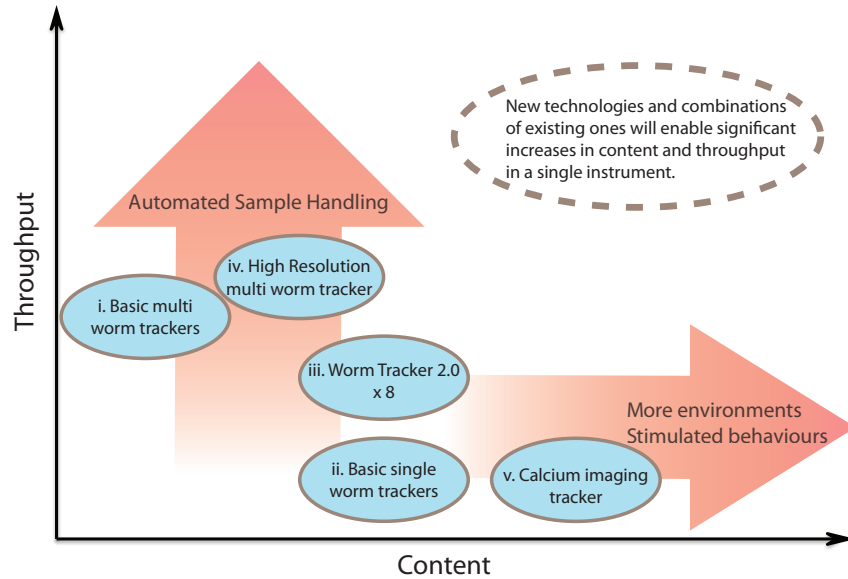 New technologies and combinations
of existing ones will enable significant
increases in content and throughput
in a single instrument.
Automated Sample Handling
iv. High Resolution
multi worm tracker
i. Basic multi
worm trackers
iii. Worm Tracker 2.0
x 8
More environments
Stimulated behaviours
ii. Basic single
worm trackers
v. Calcium imaging
tracker
Throughput
Content